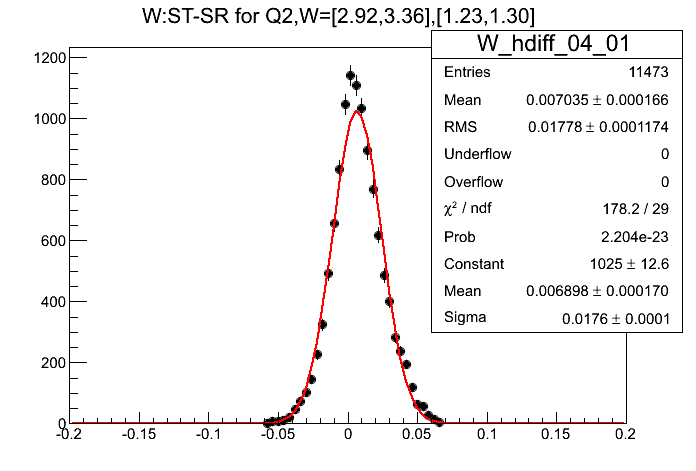 W:ST-SR for Q2,W=[2.92,3.36],[1.23,1.30]
W_hdiff_04_01
Entries 11473
Mean 0.007035 ± 0.000166
RMS 0.01778 ± 0.0001174
Underflow 0
Overflow 0
χ² / ndf 178.2 / 29
Prob 2.204e-23
Constant 1025 ± 12.6
Mean 0.006898 ± 0.000170
Sigma 0.0176 ± 0.0001
1200
1000
800
600
400
200
0
-0.2 -0.15 -0.1 -0.05 0 0.05 0.1 0.15 0.2